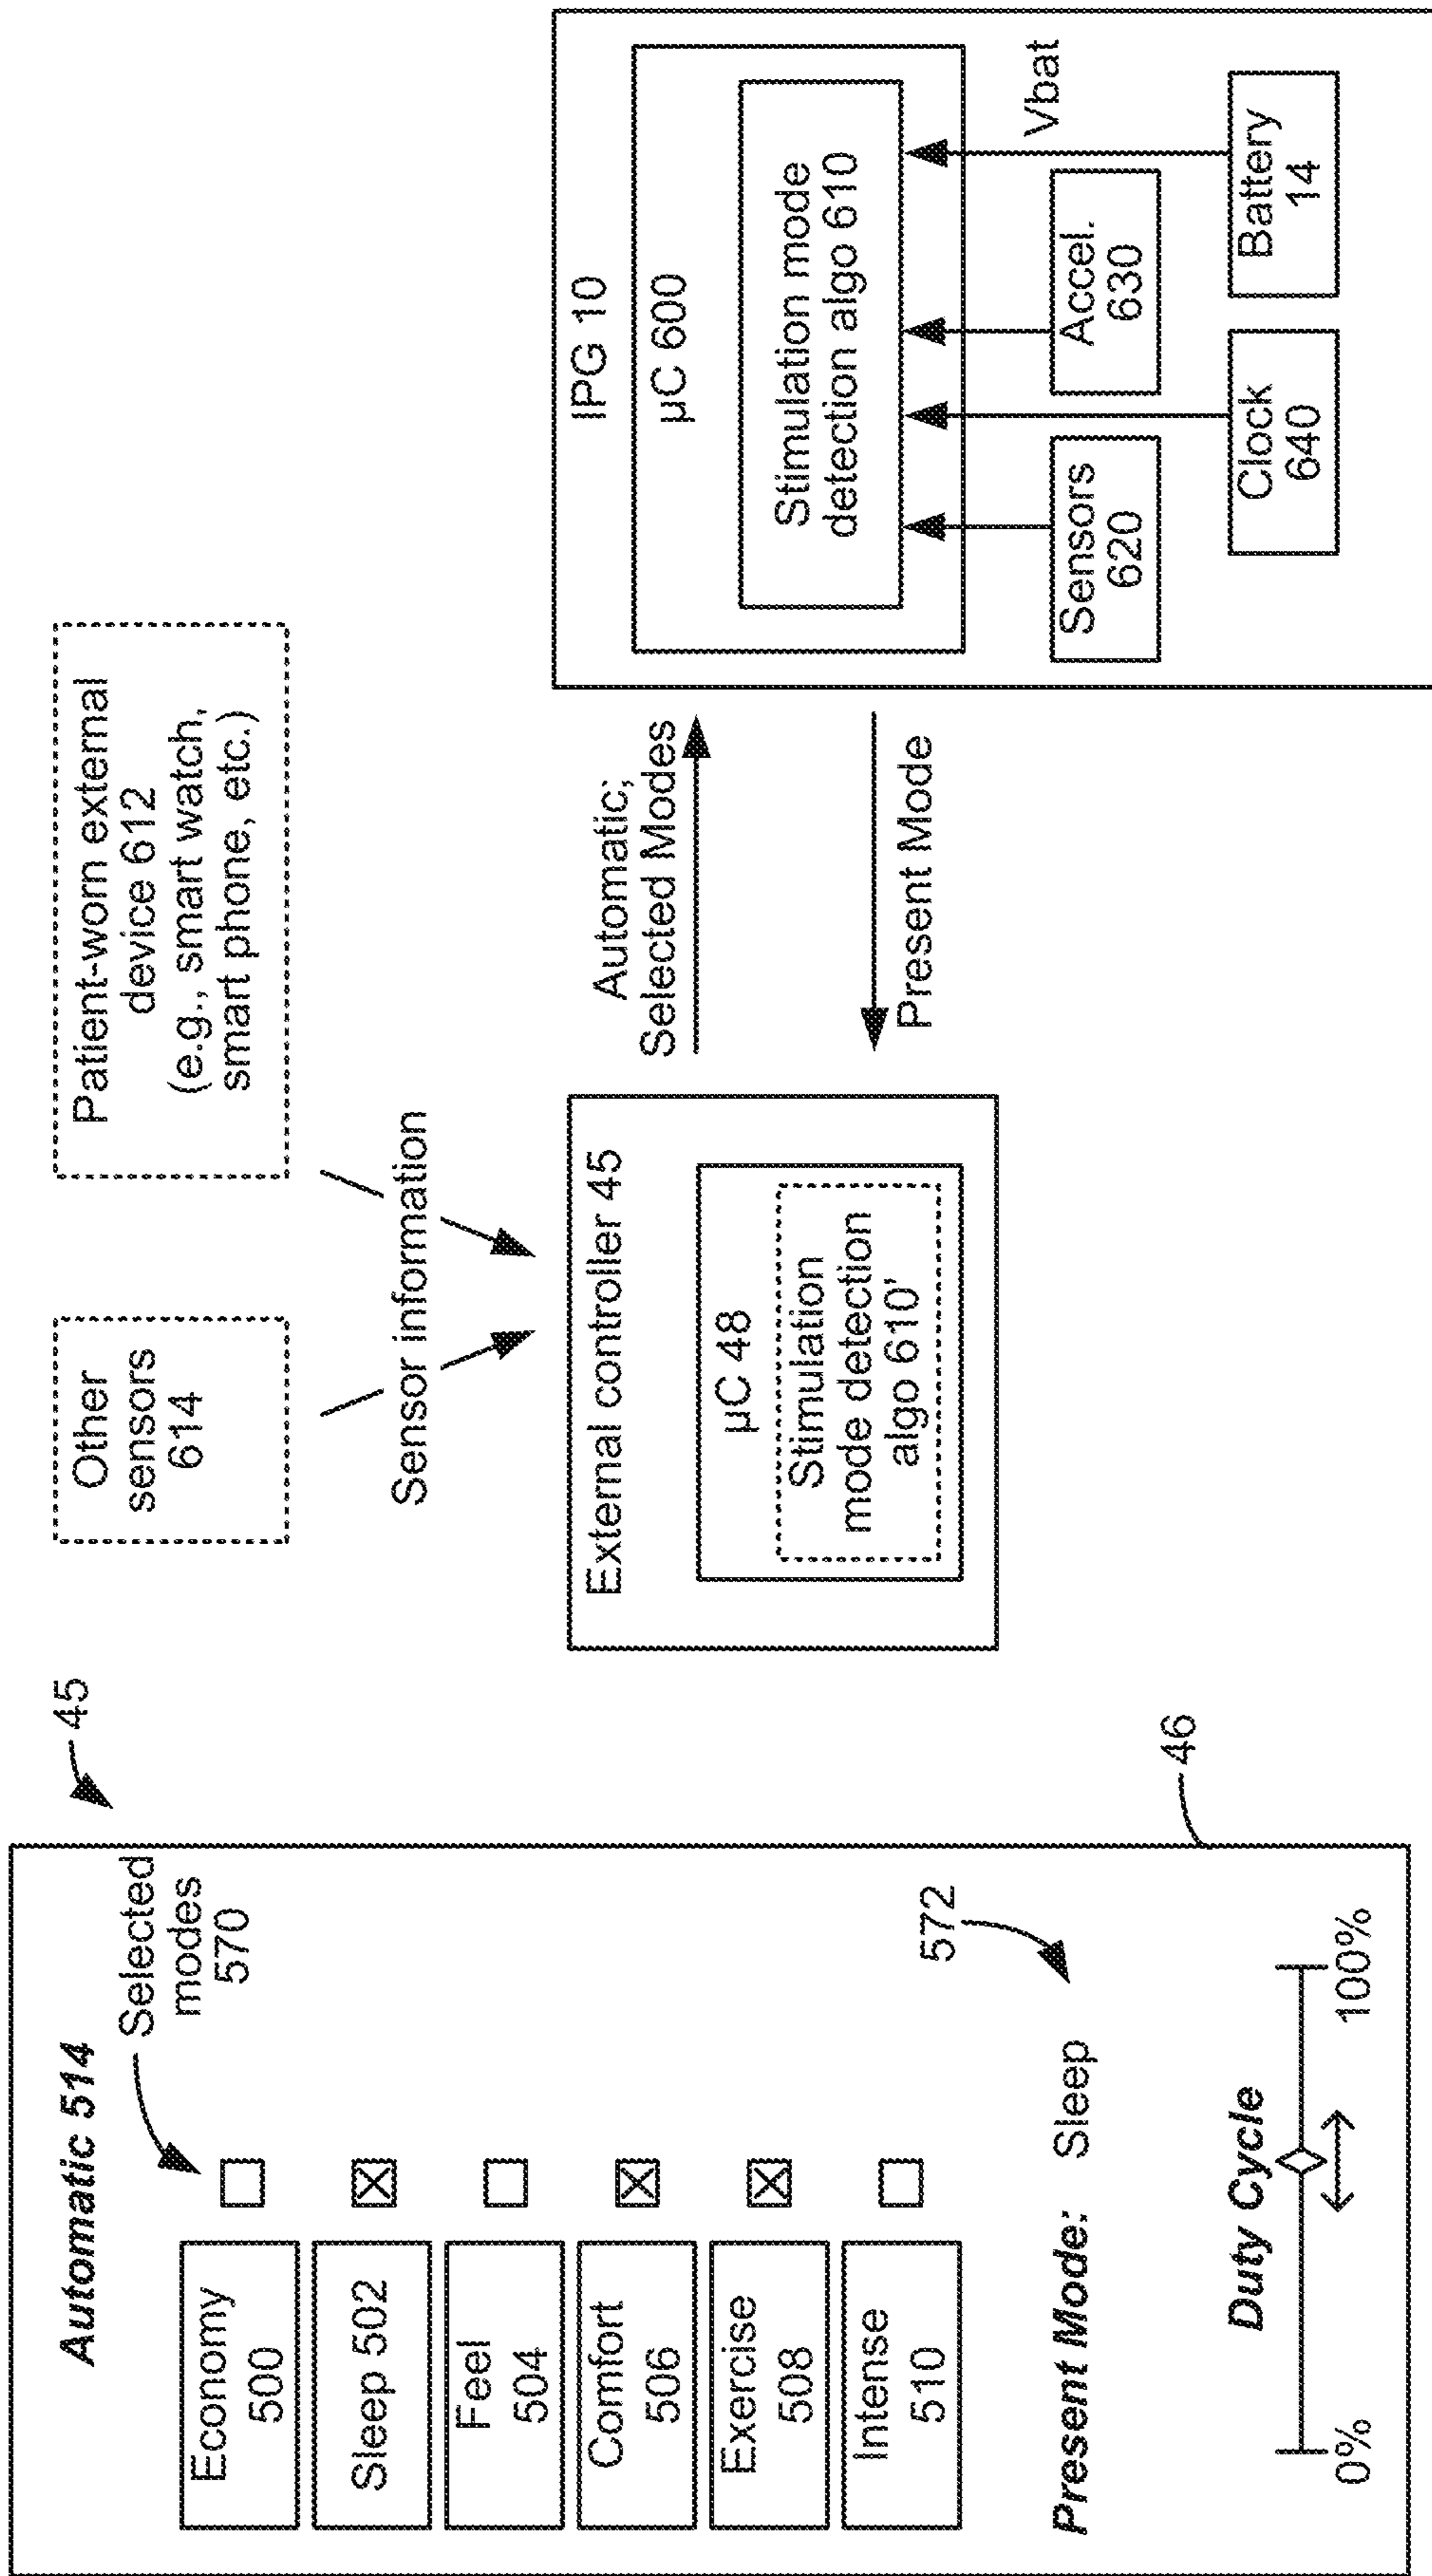 Automatic 514
Selected
modes
570
45
Economy
500
Sleep 502
Feel
504
Comfort
506
Exercise
508
Intense
510
572
Present Mode: Sleep
Duty Cycle
0%
100%
46
Other
sensors
614
Patient-worn external
device 612
(e.g., smart watch,
smart phone, etc.)
Sensor information
External controller 45
µC 48
Stimulation
mode detection
algo 610'
Automatic;
Selected Modes
Present Mode
IPG 10
µC 600
Stimulation mode
detection algo 610
Vbat
Sensors
620
Accel.
630
Clock
640
Battery
14